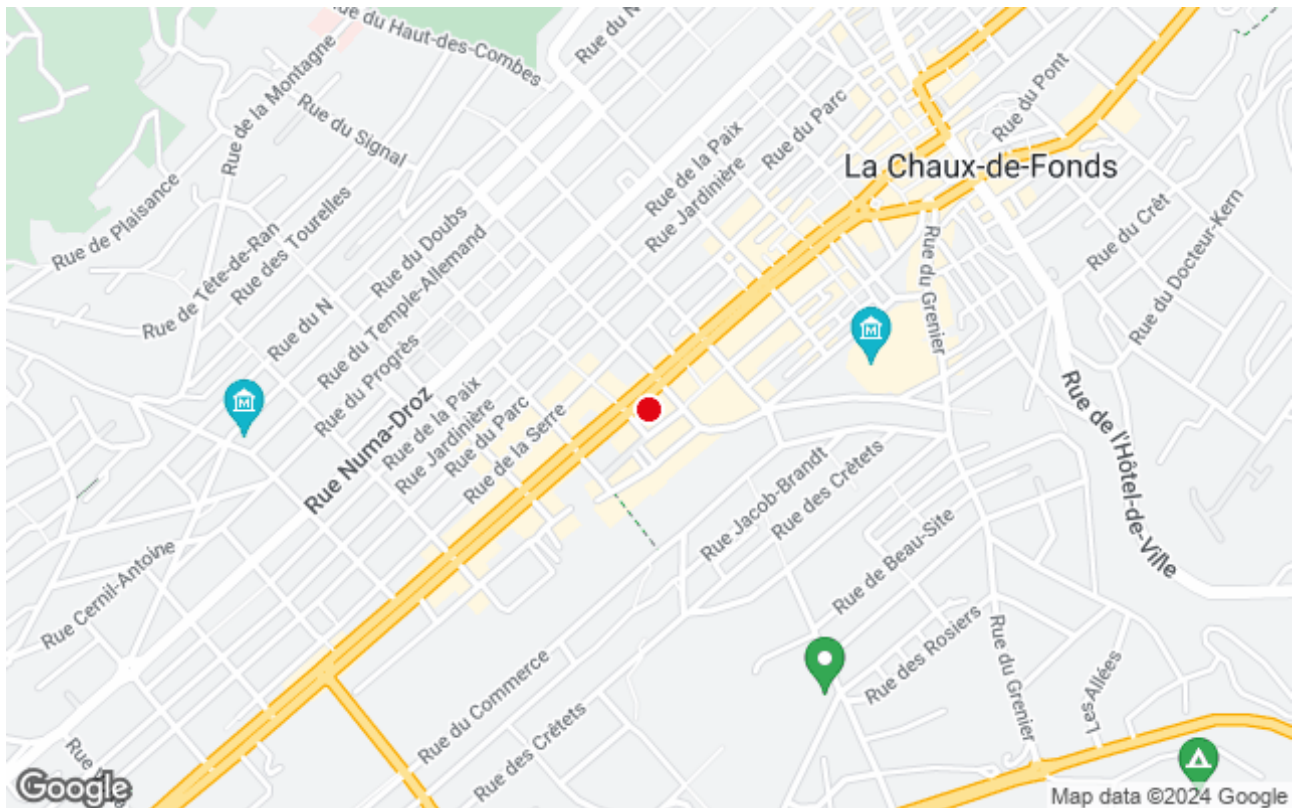 Rue du Haut-des-Combes
Rue du N
Rue de la Montagne
Rue du Signal
Rue du Pont
Rue du Parc
Rue de la Paix
Rue Jardinière
La Chaux-de-Fonds
Rue de Plaisance
Rue de Tête-de-Ran
Rue des Tourelles
Rue du Doubs
Rue du Temple-Allemand
Rue du N
Rue du Progrès
Rue du Crêt
Rue du Docteur-Kern
Rue du Grenier
Rue Numa-Droz
Rue de la Paix
Rue Jardinière
Rue du Parc
Rue de la Serre
Rue de l'Hôtel-de-Ville
Rue Jacob-Brandt
Rue des Crêtets
Rue de Beau-Site
Rue Cernil-Antoine
Rue des Rosiers
Rue du Grenier
Les Allées
Rue du Commerce
Rue des Crêtets
Google
Map data ©2024 Google